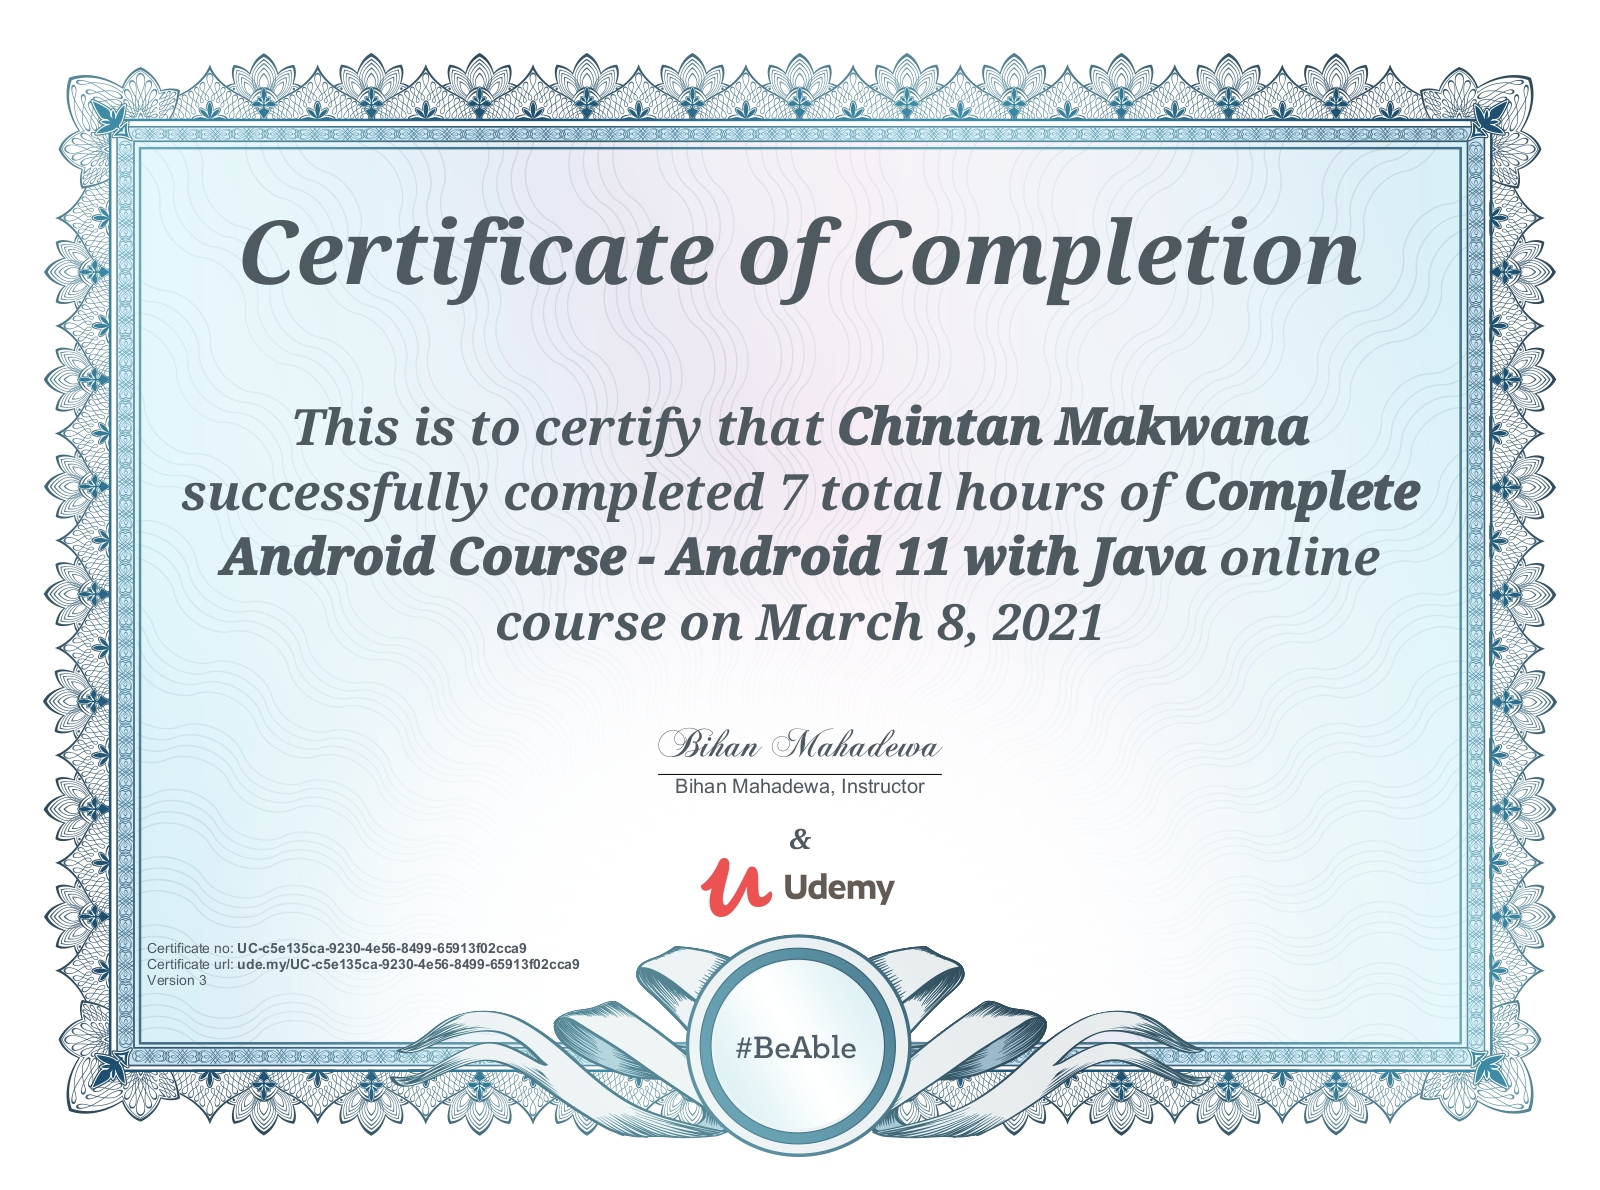 Certificate of Completion
This is to certify that Chintan Makwana
successfully completed 7 total hours of Complete
Android Course - Android 11 with Java online
course on March 8, 2021
Bihan Mahadewa
Bihan Mahadewa, Instructor
&
Udemy
Certificate no: UC-c5e135ca-9230-4e56-8499-65913f02cca9
Certificate url: ude.my/UC-c5e135ca-9230-4e56-8499-65913f02cca9
Version 3
#BeAble